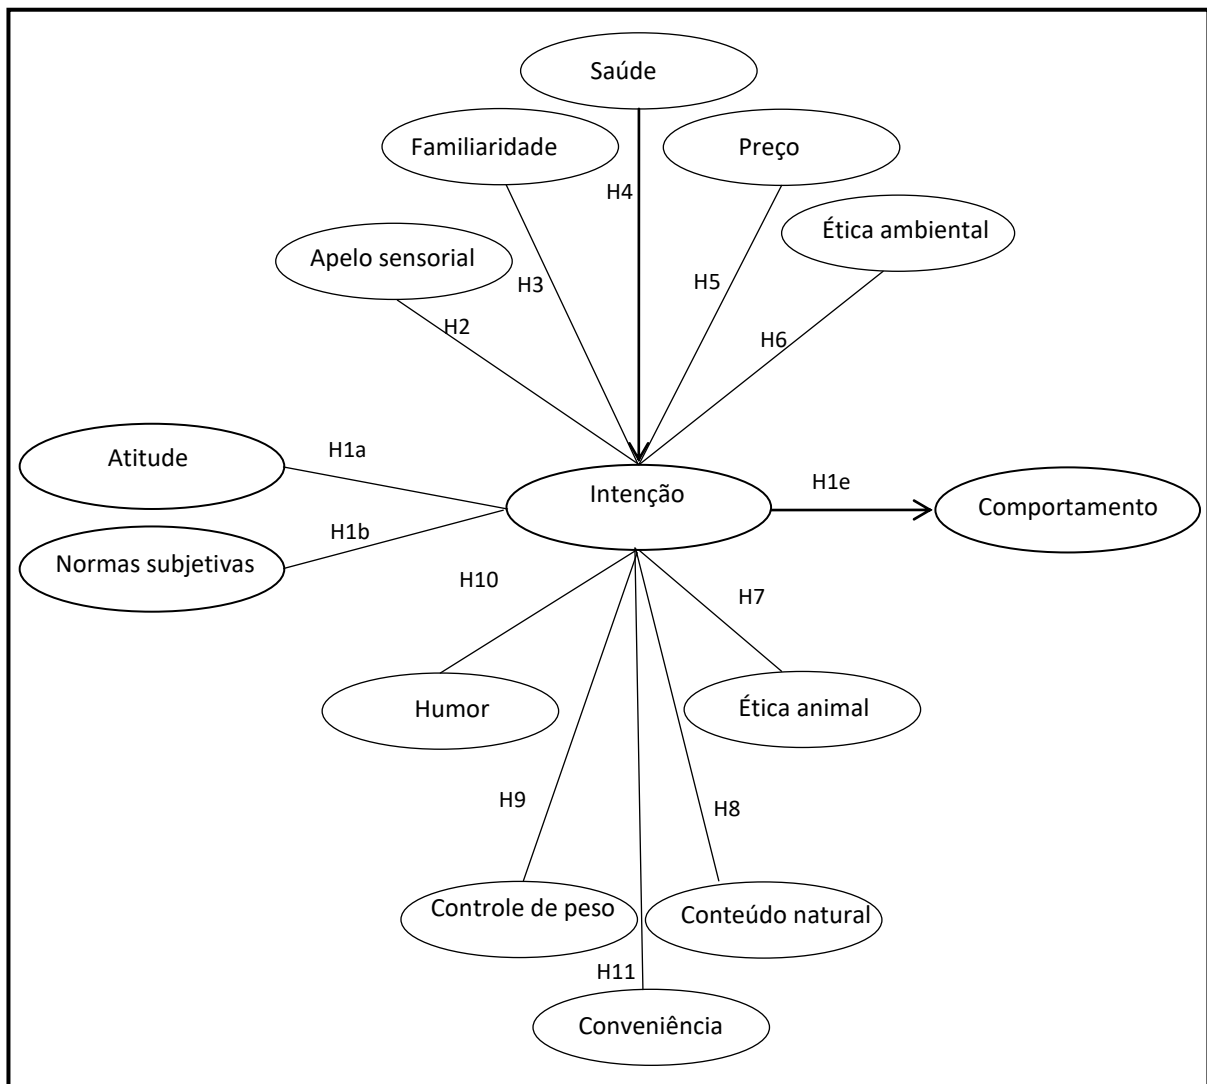 Saúde
Familiaridade
Preço
H4
Ética ambiental
Apelo sensorial
H3
H5
H2
H6
Atitude
H1a
Intenção
H1e
Comportamento
H1b
Normas subjetivas
H10
H7
Humor
Ética animal
H9
H8
Controle de peso
Conteúdo natural
H11
Conveniência